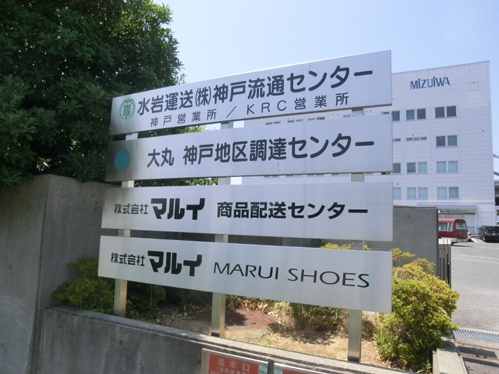 水岩運送(株)神戸流通センター
神戸営業所/KRC営業所
大丸 神戸地区調達センター
株式会社マルイ 商品配送センター
株式会社マルイ MARUI SHOES
MIZUIWA